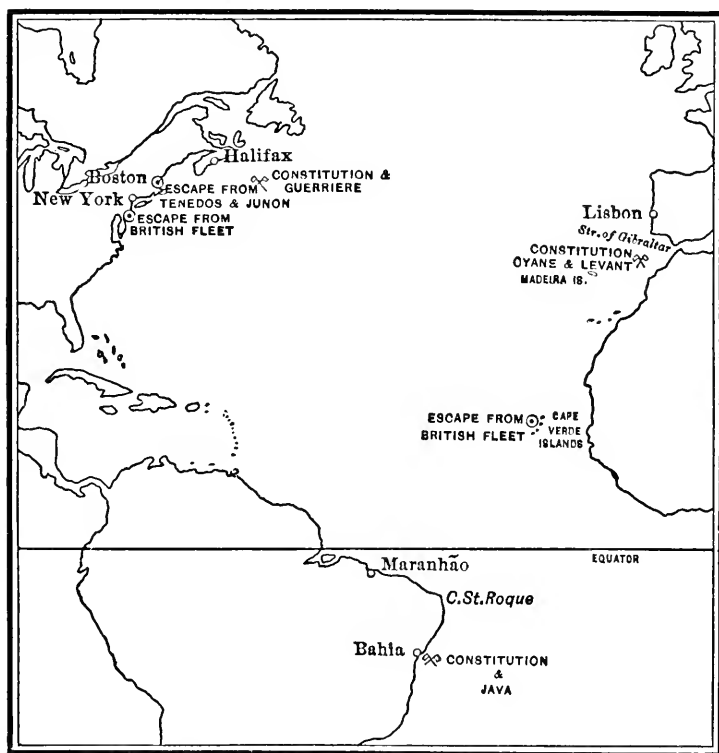 Halifax
Boston
CONSTITUTION &
GUERRIERE
ESCAPE FROM
TENEDOS & JUNON
New York
ESCAPE FROM
BRITISH FLEET
Lisbon
Str. of Gibraltar
CONSTITUTION
CYANE & LEVANT
MADEIRA IS.
ESCAPE FROM
BRITISH FLEET
CAPE
VERDE
ISLANDS
EQUATOR
Maranhão
C. St. Roque
Bahia
CONSTITUTION
&
JAVA